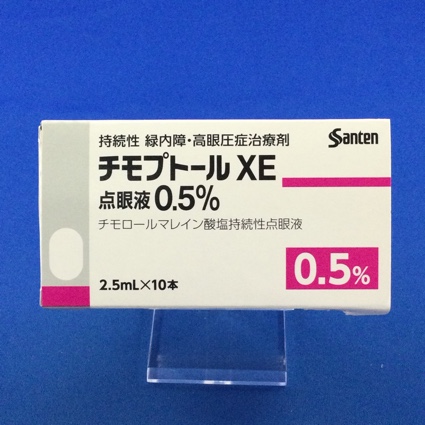 持続性 緑内障・高眼圧症治療剤
Santen
チモプトール XE
点眼液 0.5%
チモロールマレイン酸塩持続性点眼液
0.5%
2.5mL×10本